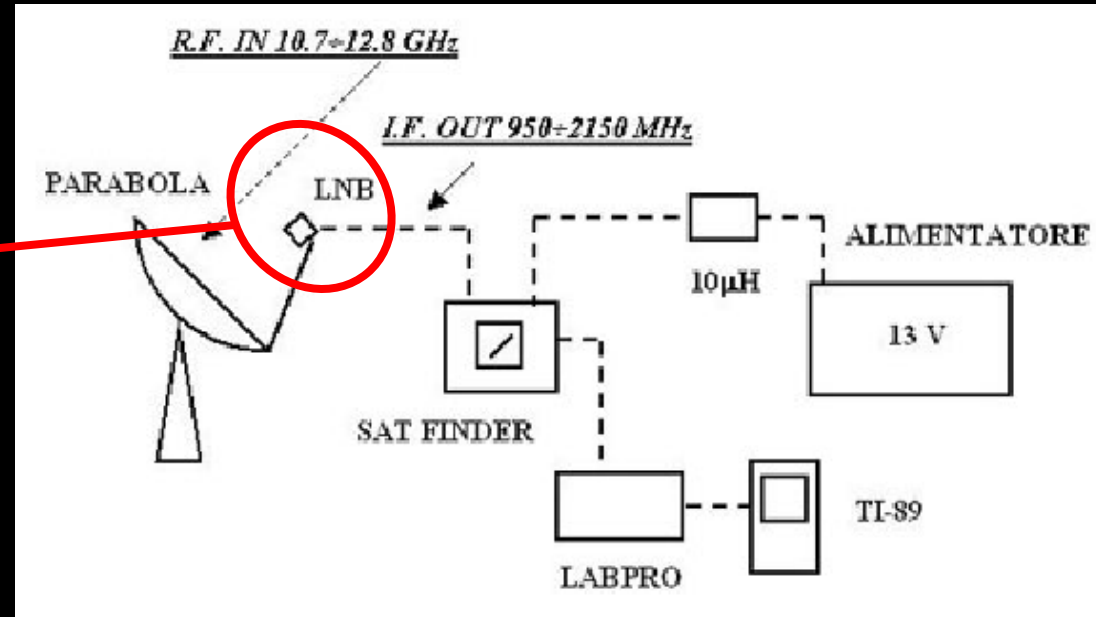 R.F. IN 10.7÷12.8 GHz
I.F. OUT 950÷2150 MHz
PARABOLA
LNB
ALIMENTATORE
10µH
13 V
SAT FINDER
TI-89
LABPRO